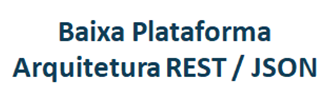 Baixa Plataforma
Arquitetura REST / JSON